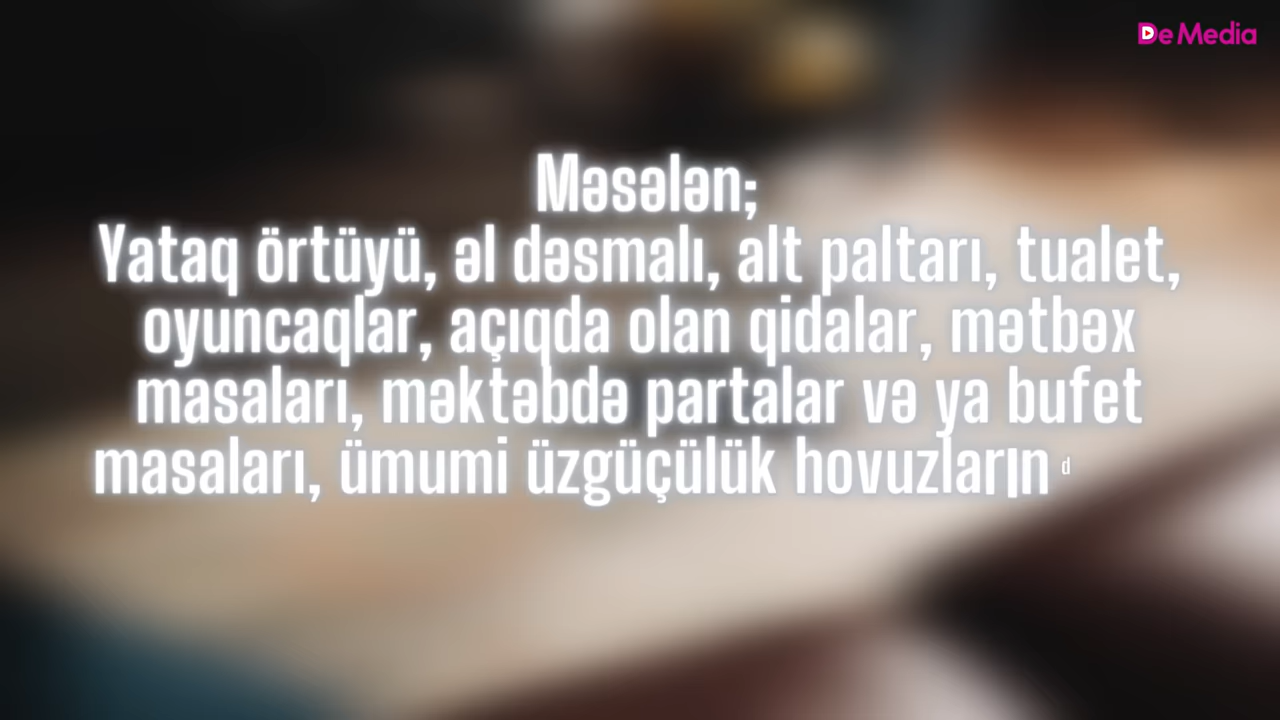 De Media
Məsələn;
Yataq örtüyü, əl dəsmalı, alt paltarı, tualet,
oyuncaqlar, açıqda olan qidalar, mətbəx
masaları, məktəbdə partalar və ya bufet
masaları, ümumi üzgüçülük hovuzların d